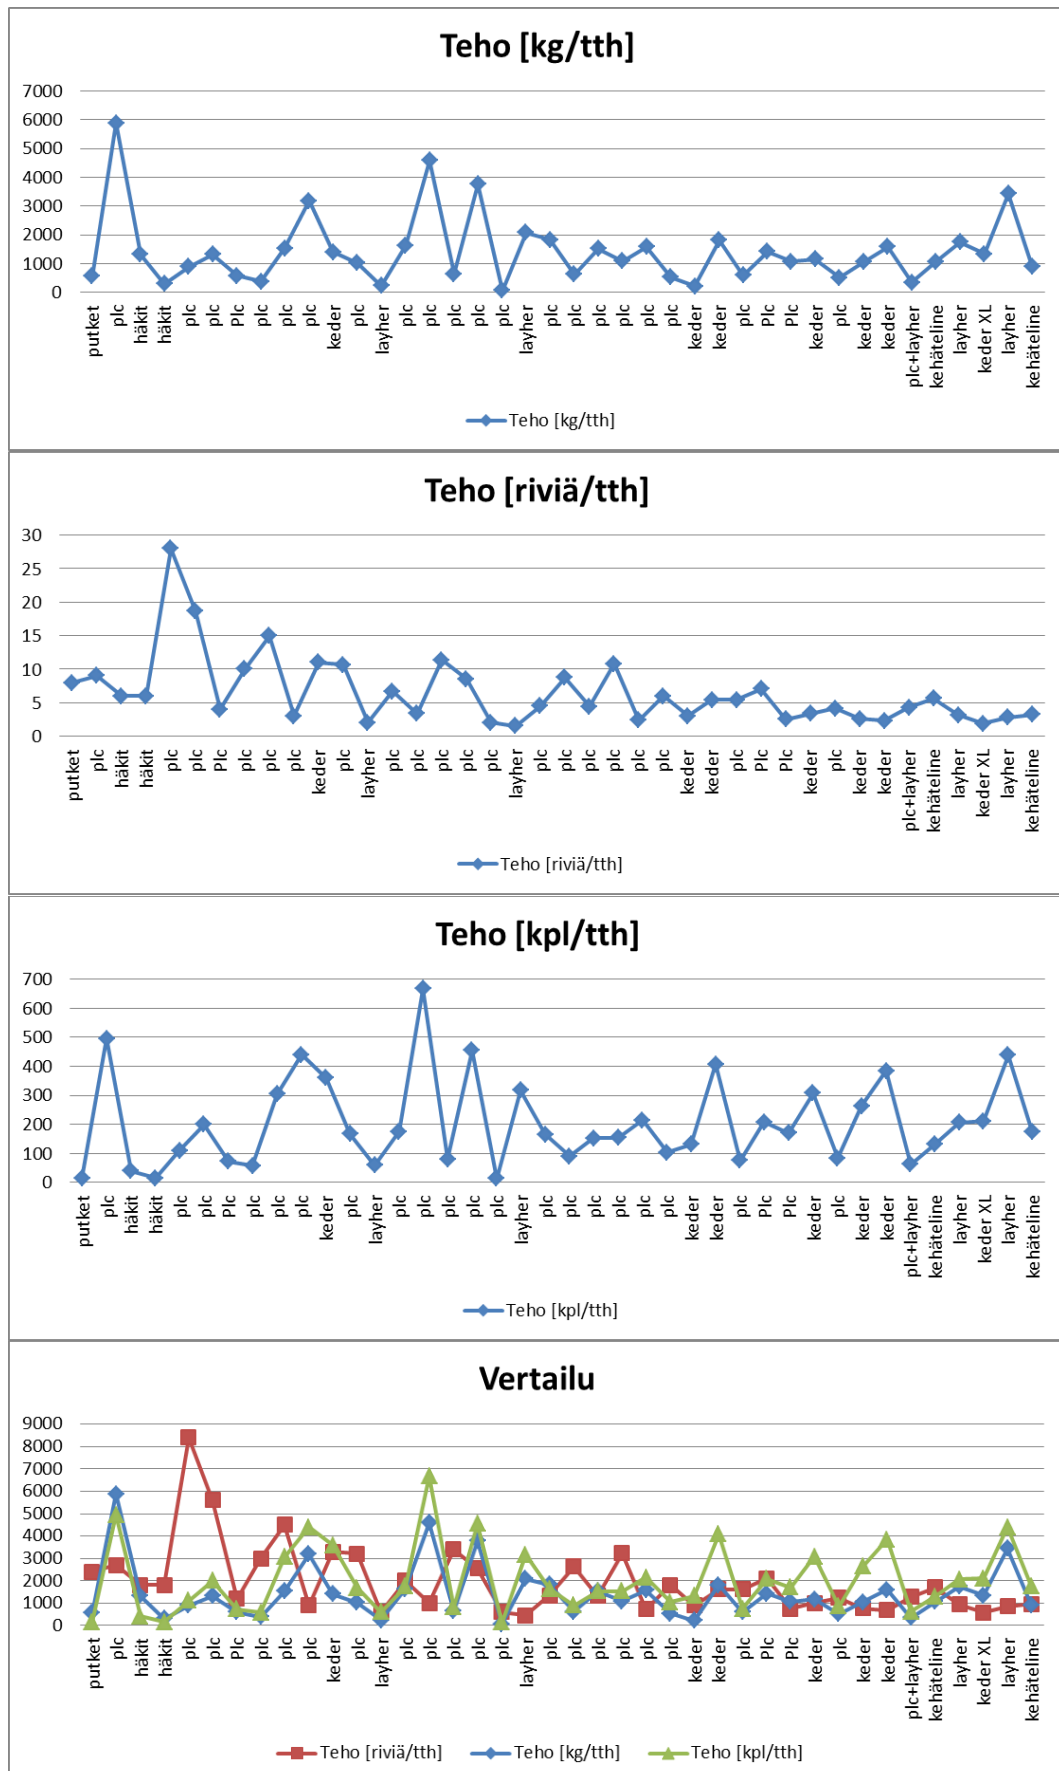 Teho [kg/tth]
7000
6000
5000
4000
3000
2000
1000
0
putket
plc
häkit
häkit
plc
plc
Plc
plc
plc
plc
keder
plc
layher
plc
plc
plc
plc
plc
layher
plc
plc
plc
plc
plc
plc
keder
keder
plc
Plc
Plc
keder
plc
keder
keder
plc+layher
kehäteline
layher
keder XL
layher
kehäteline
Teho [kg/tth]
Teho [riviä/tth]
30
25
20
15
10
5
0
putket
plc
häkit
häkit
plc
plc
Plc
plc
plc
plc
keder
plc
layher
plc
plc
plc
plc
plc
layher
plc
plc
plc
plc
plc
plc
keder
keder
plc
Plc
Plc
keder
plc
keder
keder
plc+layher
kehäteline
layher
keder XL
layher
kehäteline
Teho [riviä/tth]
Teho [kpl/tth]
700
600
500
400
300
200
100
0
putket
plc
häkit
häkit
plc
plc
Plc
plc
plc
plc
keder
plc
layher
plc
plc
plc
plc
plc
layher
plc
plc
plc
plc
plc
plc
keder
keder
plc
Plc
Plc
keder
plc
keder
keder
plc+layher
kehäteline
layher
keder XL
layher
kehäteline
Teho [kpl/tth]
Vertailu
9000
8000
7000
6000
5000
4000
3000
2000
1000
0
putket
plc
häkit
häkit
plc
plc
Plc
plc
plc
plc
keder
plc
layher
plc
plc
plc
plc
plc
layher
plc
plc
plc
plc
plc
plc
keder
keder
plc
Plc
Plc
keder
plc
keder
keder
plc+layher
kehäteline
layher
keder XL
layher
kehäteline
Teho [riviä/tth] Teho [kg/tth] Teho [kpl/tth]